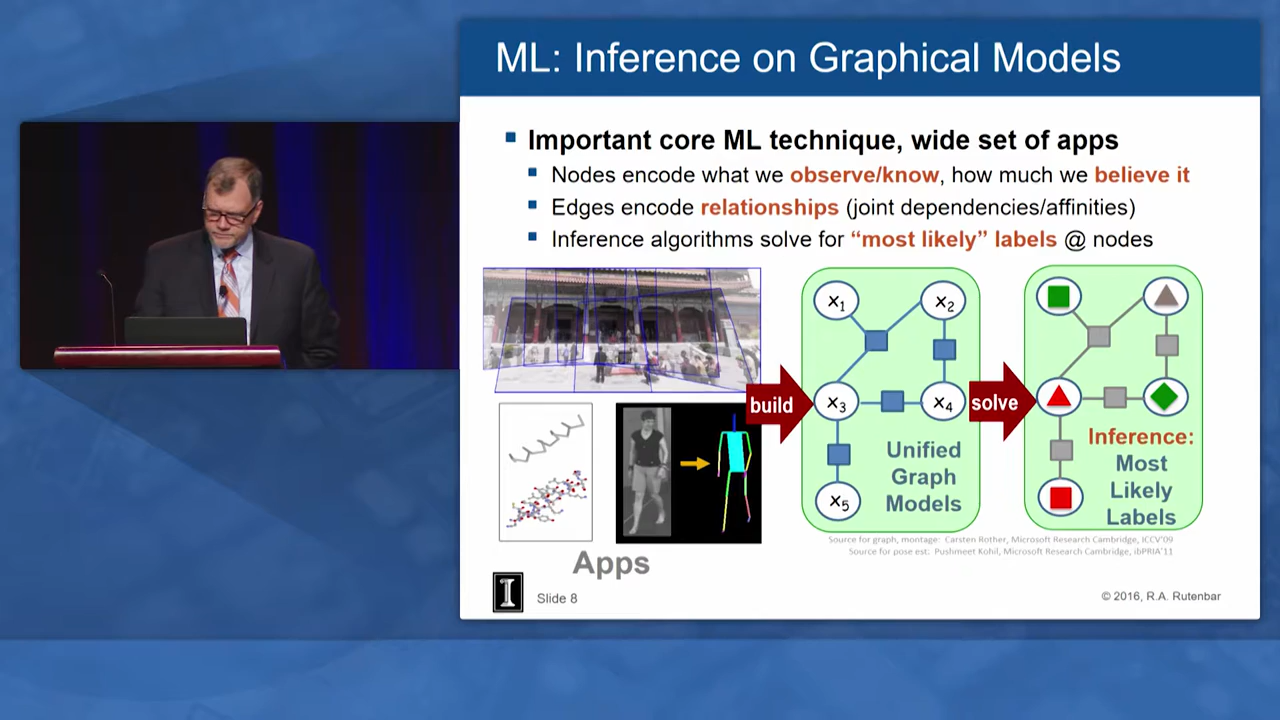 ML: Inference on Graphical Models
Important core ML technique, wide set of apps
Nodes encode what we observe/know, how much we believe it
Edges encode relationships (joint dependencies/affinities)
Inference algorithms solve for “most likely” labels @ nodes
build
x1
x2
x3
x4
x5
Unified
Graph
Models
solve
Inference:
Most
Likely
Labels
Source for graph, montage: Carsten Rother, Microsoft Research Cambridge, ICCV'09
Source for pose est: Pushmeet Kohil, Microsoft Research Cambridge, ibPRIA'11
Apps
I
Slide 8
© 2016, R.A. Rutenbar